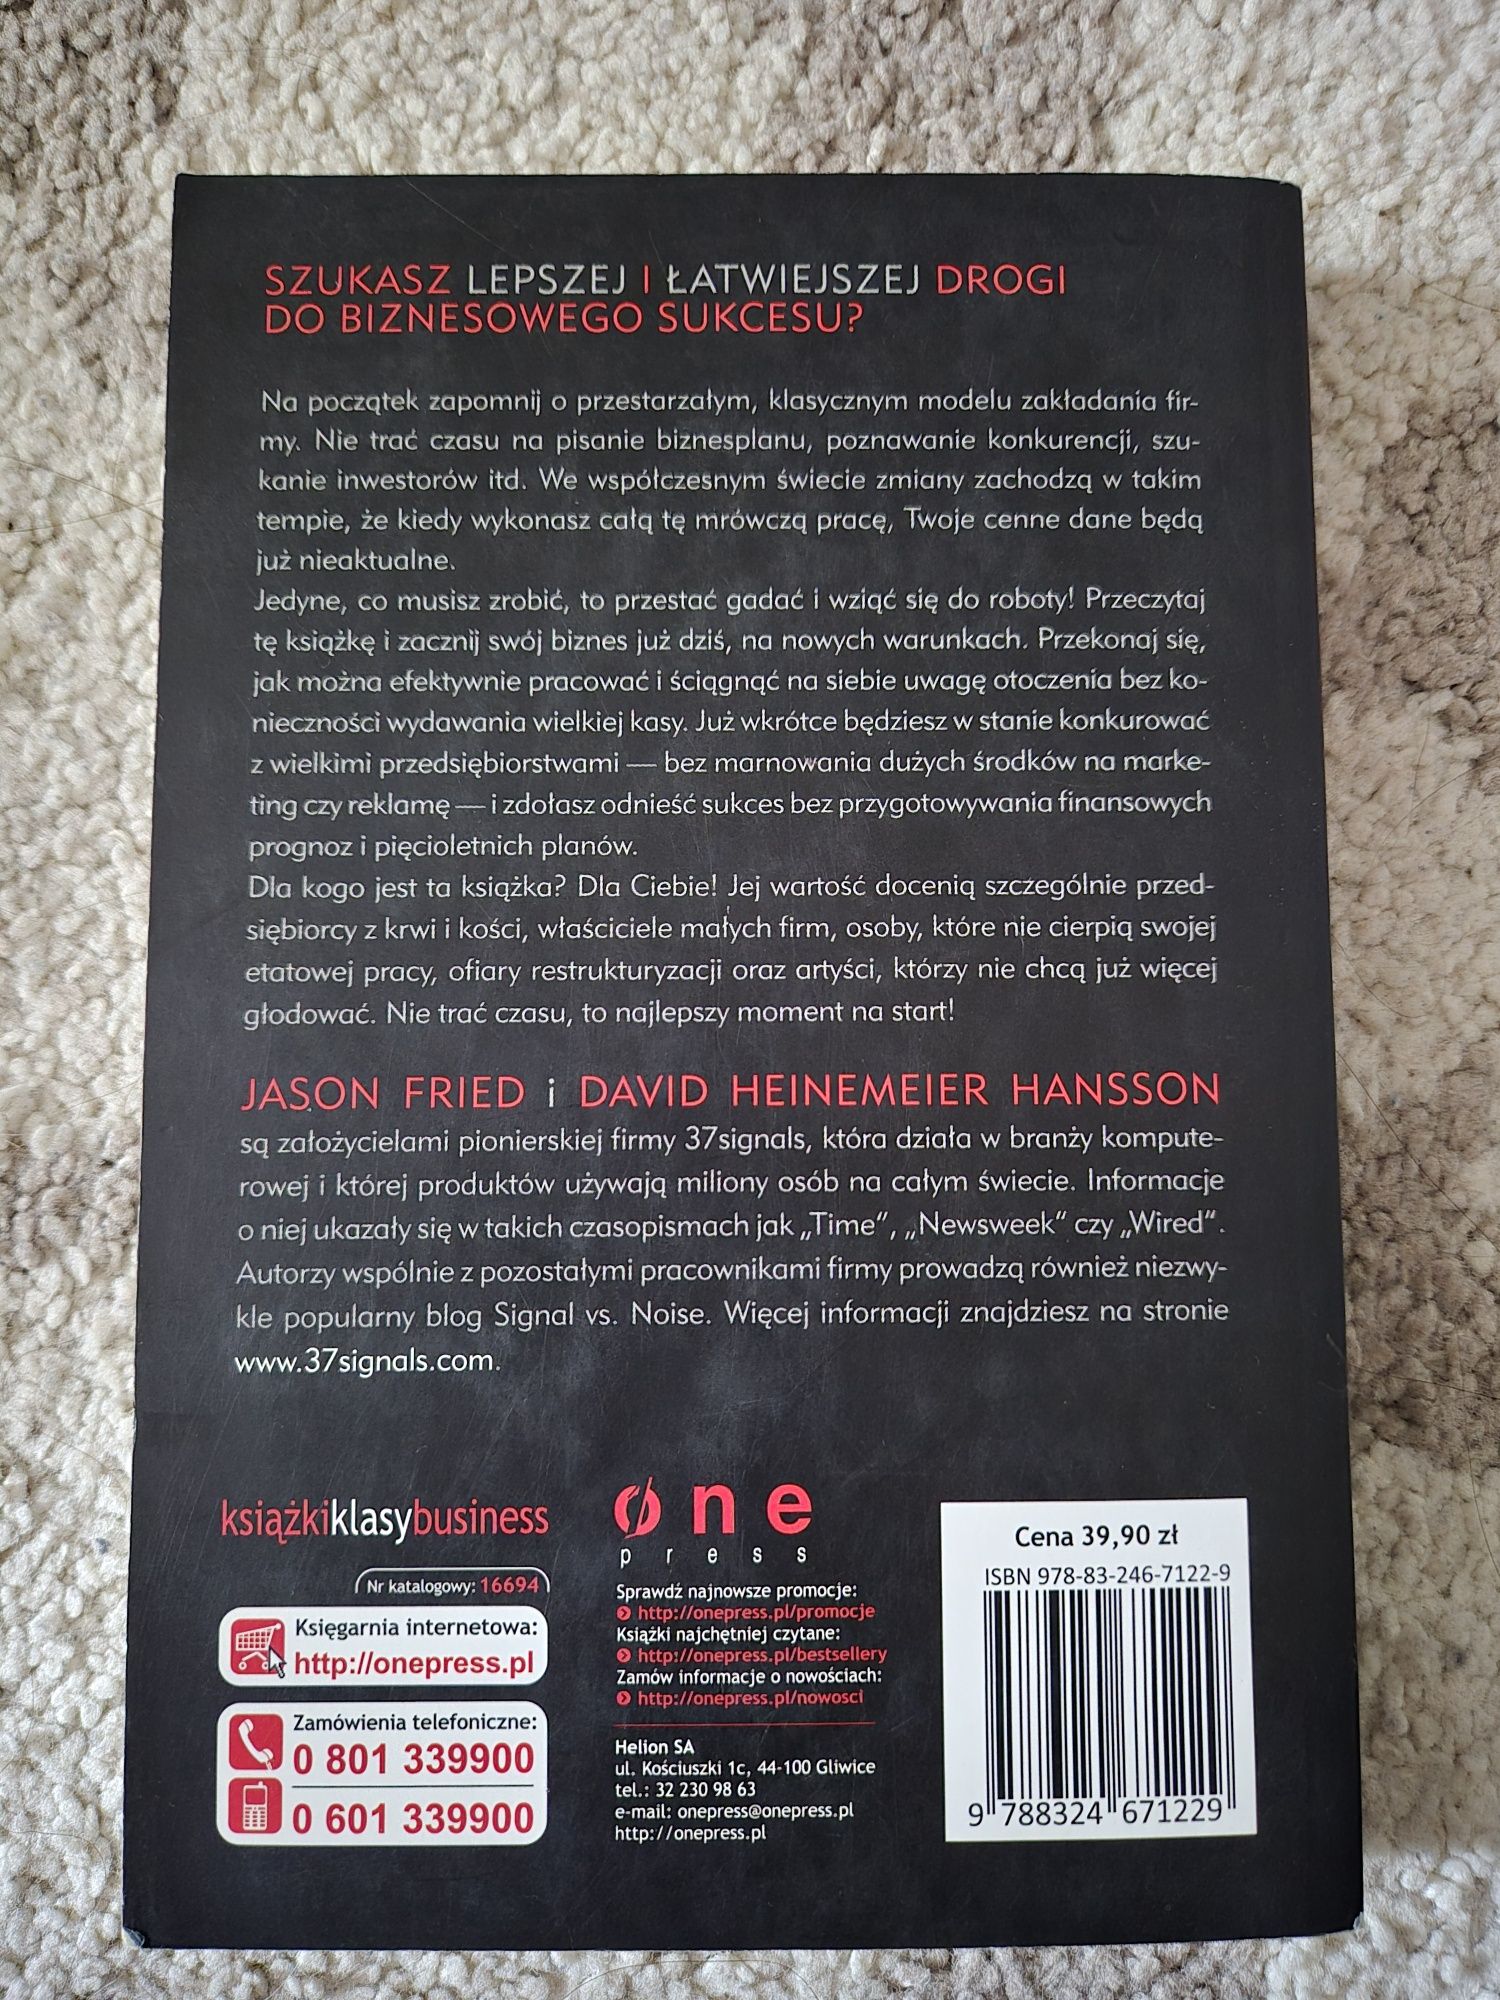 SZUKASZ LEPSZEJ I ŁATWIEJSZEJ DROGI
DO BIZNESOWEGO SUKCESU?
Na początek zapomnij o przestarzałym, klasycznym modelu zakładania fir-
my. Nie trać czasu na pisanie biznesplanu, poznawanie konkurencji, szu-
kanie inwestorów itd. We współczesnym świecie zmiany zachodzą w takim
tempie, że kiedy wykonasz całą tę mrówczą pracę, Twoje cenne dane będą
już nieaktualne.
Jedyne, co musisz zrobić, to przestać gadać i wziąć się do roboty! Przeczytaj
tę książkę i zacznij swój biznes już dziś, na nowych warunkach. Przekonaj się,
jak można efektywnie pracować i ściągnąć na siebie uwagę otoczenia bez ko-
nieczności wydawania wielkiej kasy. Już wkrótce będziesz w stanie konkurować
z wielkimi przedsiębiorstwami — bez marnowania dużych środków na marke-
ting czy reklamę — i zdołasz odnieść sukces bez przygotowywania finansowych
prognoz i pięcioletnich planów.
Dla kogo jest ta książka? Dla Ciebie! Jej wartość docenią szczególnie przed-
siębiorcy z krwi i kości, właściciele małych firm, osoby, które nie cierpią swojej
etatowej pracy, ofiary restrukturyzacji oraz artyści, którzy nie chcą już więcej
głodować. Nie trać czasu, to najlepszy moment na start!
JASON FRIED i DAVID HEINEMEIER HANSSON
są założycielami pionierskiej firmy 37signals, która działa w branży kompute-
rowej i której produktów używają miliony osób na całym świecie. Informacje
o niej ukazały się w takich czasopismach jak „Time”, „Newsweek” czy „Wired”.
Autorzy wspólnie z pozostałymi pracownikami firmy prowadzą również niezwy-
kle popularny blog Signal vs. Noise. Więcej informacji znajdziesz na stronie
www.37signals.com.
książkiklasybusiness
Nr katalogowy: 16694
Księgarnia internetowa:
http://onepress.pl
Zamówienia telefoniczne:
0 801 339900
0 601 339900
one
press
Sprawdź najnowsze promocje:
http://onepress.pl/promocje
Książki najchętniej czytane:
http://onepress.pl/bestsellery
Zamów informacje o nowościach:
http://onepress.pl/nowosci
Helion SA
ul. Kościuszki 1c, 44-100 Gliwice
tel.: 32 230 98 63
e-mail: onepress@onepress.pl
http://onepress.pl
Cena 39,90 zł
ISBN 978-83-246-7122-9
9 788324 671229